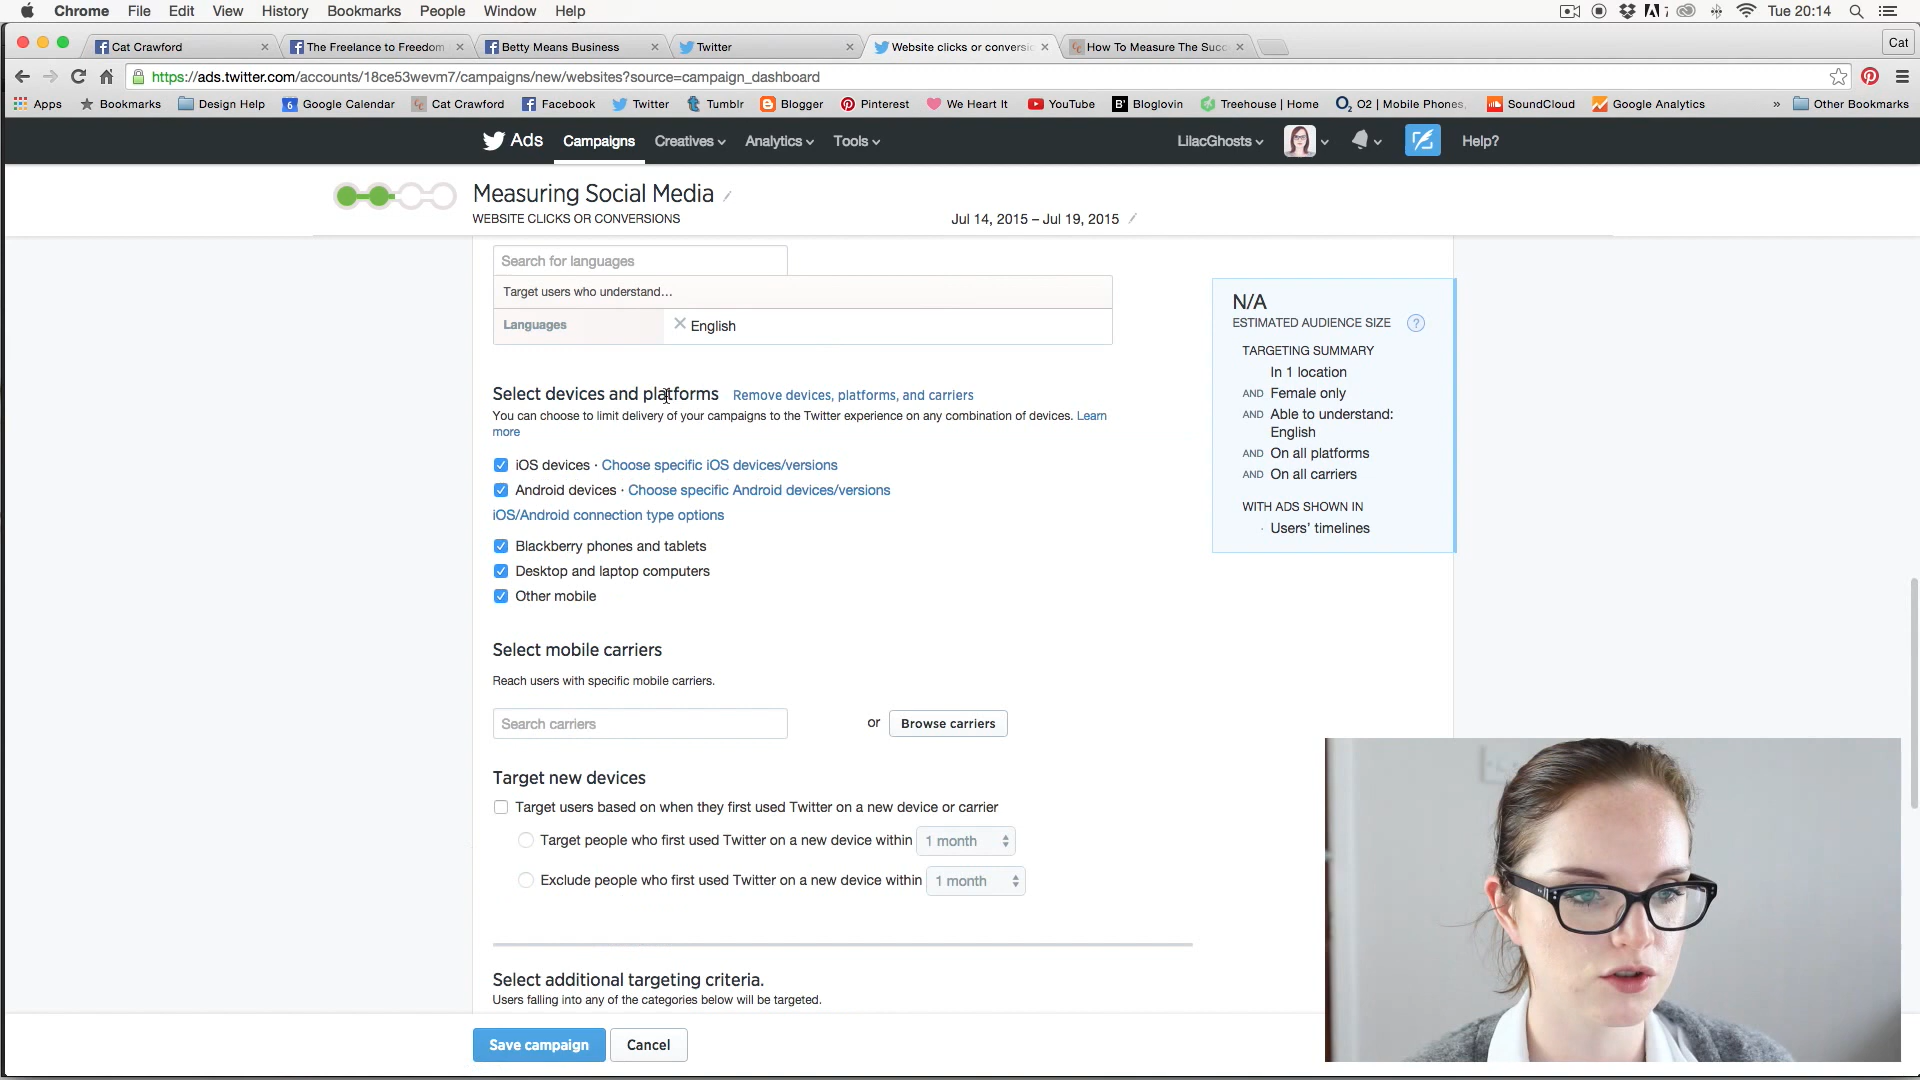 Chrome File Edit View History Bookmarks People Window Help
7 Tue 20:14
Cat Crawford
The Freelance to Freedom
Betty Means Business
Twitter
Website clicks or conversio
How To Measure The Succ
Cat
https://ads.twitter.com/accounts/18ce53wevm7/campaigns/new/websites?source=campaign_dashboard
Apps Bookmarks Design Help 6 Google Calendar Cat Crawford Facebook Twitter Tumblr Blogger Pinterest We Heart It YouTube Bloglovin Treehouse | Home O2 | Mobile Phones, SoundCloud Google Analytics » Other Bookmarks
Ads Campaigns Creatives Analytics Tools LilacGhosts Help?
Measuring Social Media
WEBSITE CLICKS OR CONVERSIONS
Jul 14, 2015 – Jul 19, 2015
Search for languages
Target users who understand...
Languages
English
Select devices and platforms Remove devices, platforms, and carriers
You can choose to limit delivery of your campaigns to the Twitter experience on any combination of devices. Learn
more
iOS devices · Choose specific iOS devices/versions
Android devices · Choose specific Android devices/versions
iOS/Android connection type options
Blackberry phones and tablets
Desktop and laptop computers
Other mobile
Select mobile carriers
Reach users with specific mobile carriers.
Search carriers
or Browse carriers
Target new devices
Target users based on when they first used Twitter on a new device or carrier
Target people who first used Twitter on a new device within 1 month
Exclude people who first used Twitter on a new device within 1 month
Select additional targeting criteria.
Users falling into any of the categories below will be targeted.
Save campaign Cancel
N/A
ESTIMATED AUDIENCE SIZE ?
TARGETING SUMMARY
In 1 location
AND Female only
AND Able to understand:
English
AND On all platforms
AND On all carriers
WITH ADS SHOWN IN
· Users' timelines